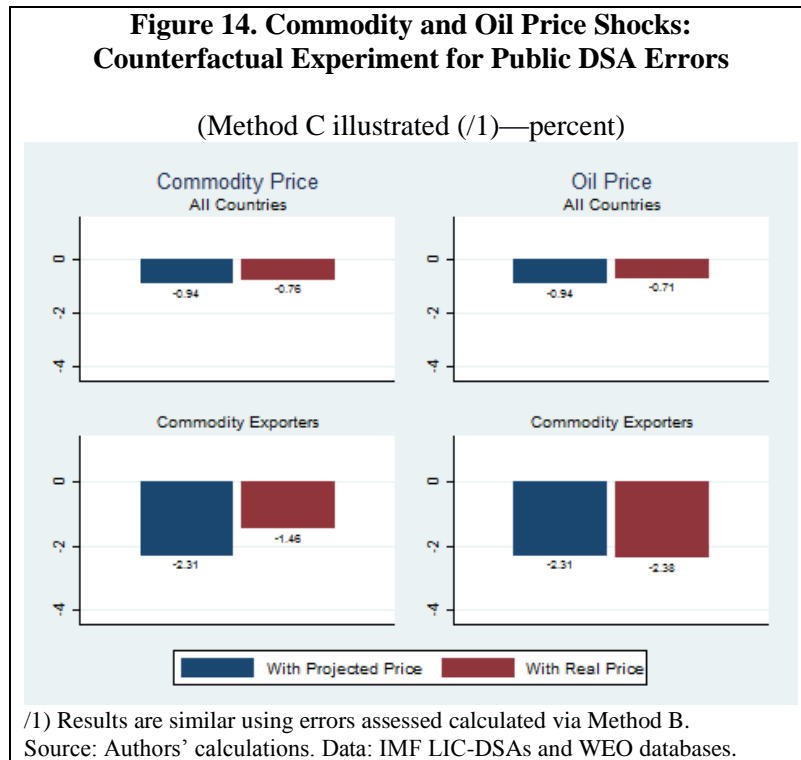 Figure 14. Commodity and Oil Price Shocks:
Counterfactual Experiment for Public DSA Errors
(Method C illustrated (/1)—percent)
Commodity Price
All Countries
0
-2
-4
-0.94
-0.76
Oil Price
All Countries
0
-2
-4
-0.94
-0.71
Commodity Exporters
0
-2
-4
-2.31
-1.46
Commodity Exporters
0
-2
-4
-2.31
-2.38
With Projected Price
With Real Price
/1) Results are similar using errors assessed calculated via Method B.
Source: Authors’ calculations. Data: IMF LIC-DSAs and WEO databases.